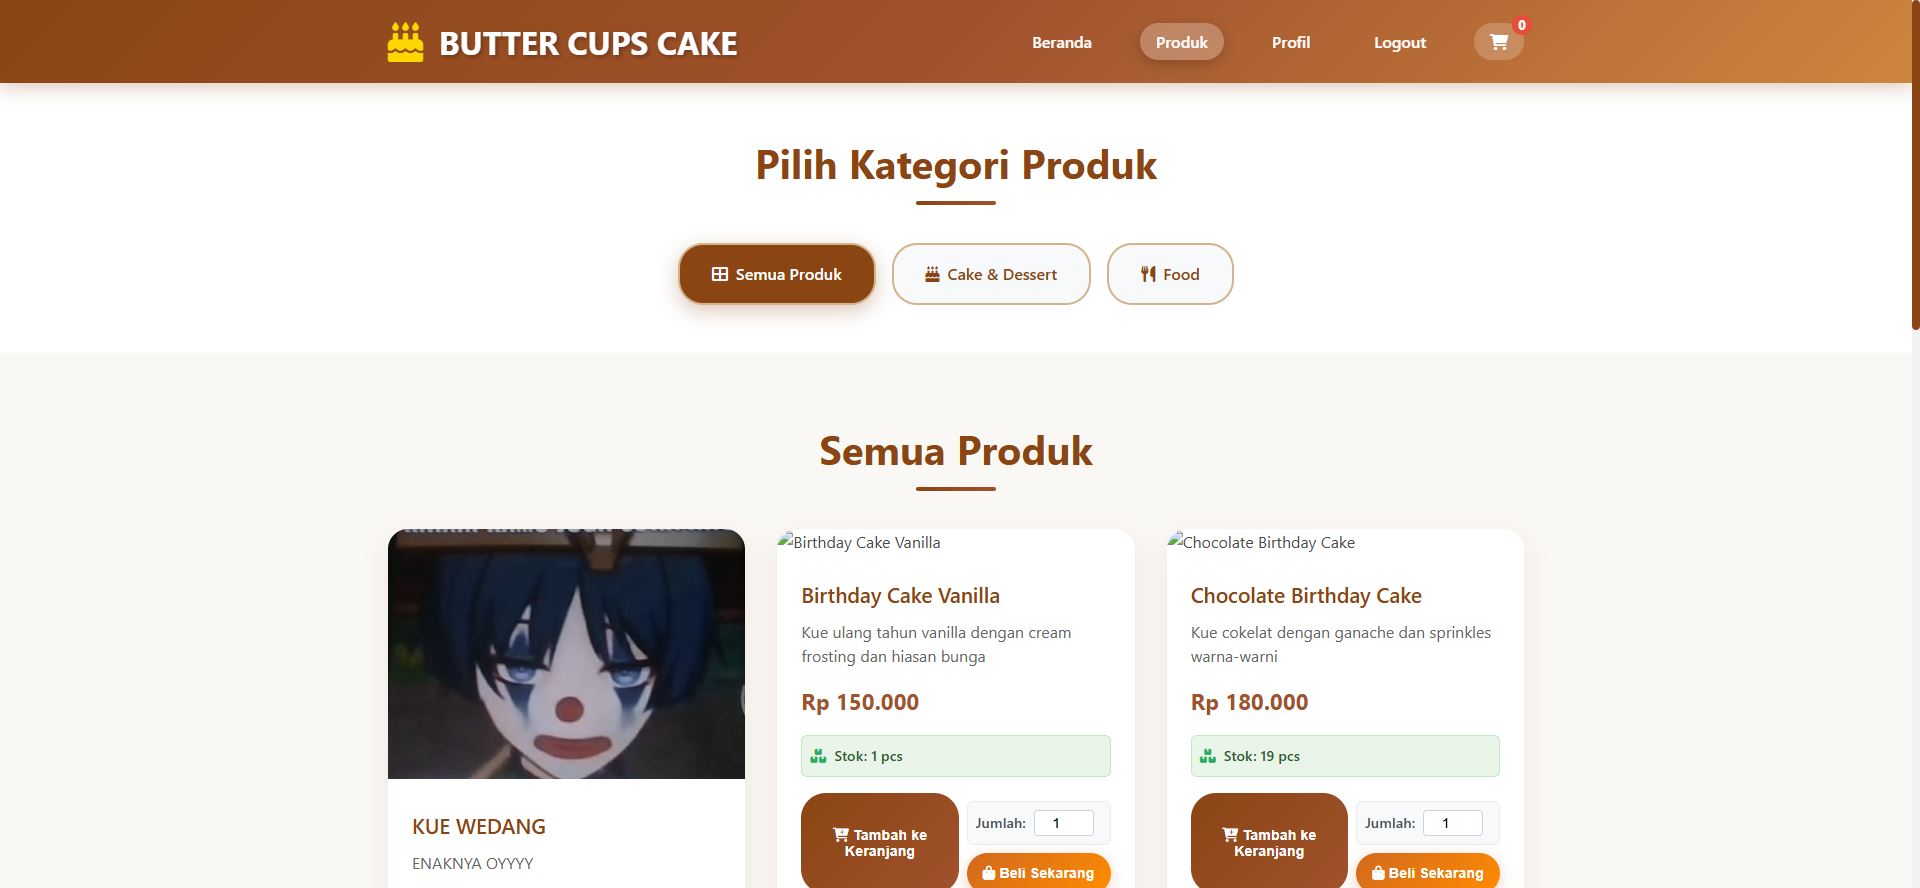 BUTTER CUPS CAKE
Beranda
Produk
Profil
Logout
0
Pilih Kategori Produk
Semua Produk
Cake & Dessert
Food
Semua Produk
KUE WEDANG
ENAKNYA OYYYY
Birthday Cake Vanilla
Birthday Cake Vanilla
Kue ulang tahun vanilla dengan cream
frosting dan hiasan bunga
Rp 150.000
Stok: 1 pcs
Tambah ke
Keranjang
Jumlah: 1
Beli Sekarang
Chocolate Birthday Cake
Chocolate Birthday Cake
Kue cokelat dengan ganache dan sprinkles
warna-warni
Rp 180.000
Stok: 19 pcs
Tambah ke
Keranjang
Jumlah: 1
Beli Sekarang